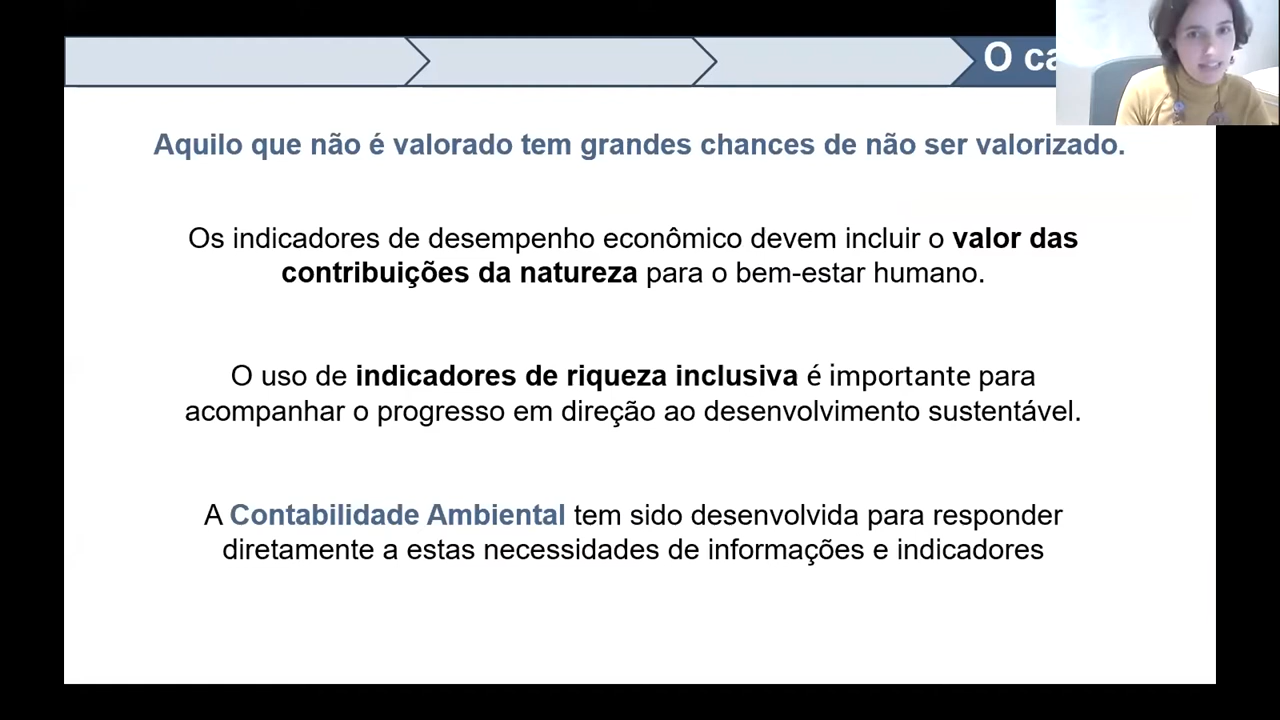 O
Aquilo que não é valorado tem grandes chances de não ser valorizado.
Os indicadores de desempenho econômico devem incluir o valor das
contribuições da natureza para o bem-estar humano.
O uso de indicadores de riqueza inclusiva é importante para
acompanhar o progresso em direção ao desenvolvimento sustentável.
A Contabilidade Ambiental tem sido desenvolvida para responder
diretamente a estas necessidades de informações e indicadores